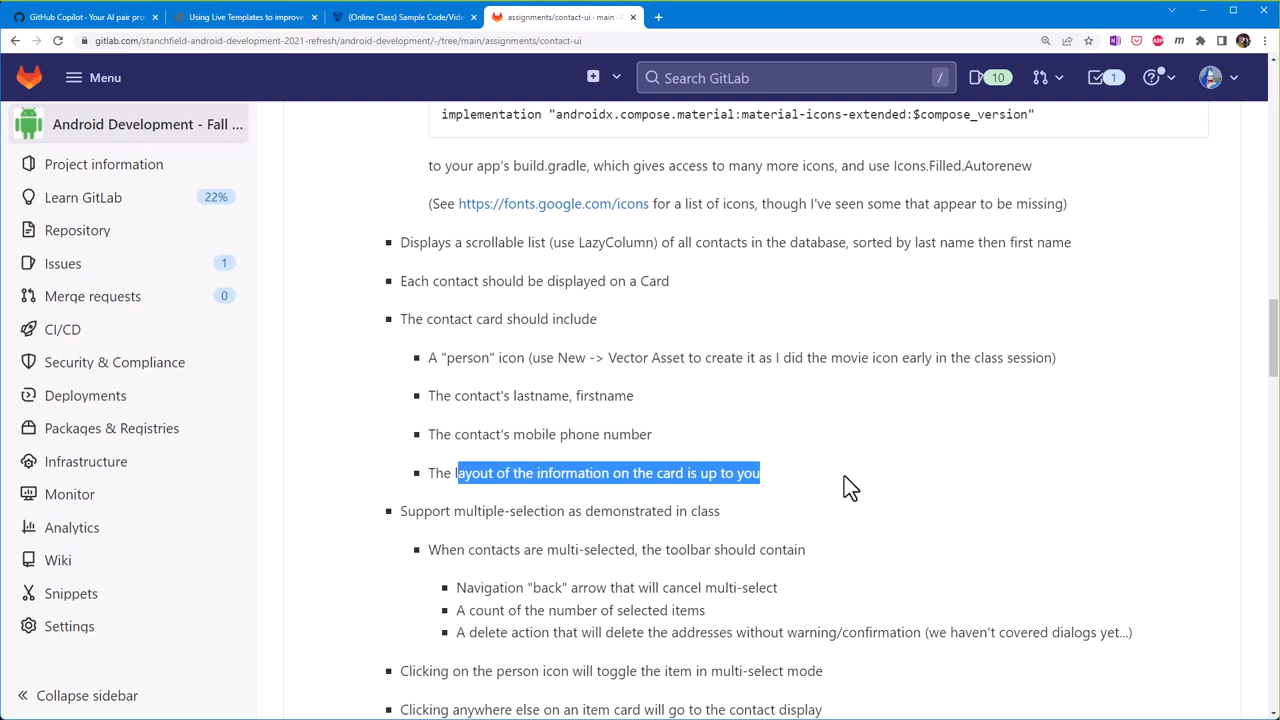 GitHub Copilot · Your AI pair pro
Using Live Templates to improve
(Online Class) Sample Code/Vide
assignments/contact-ui · main · A
gitlab.com/stanchfield-android-development-2021-refresh/android-development/-/tree/main/assignments/contact-ui
Menu
Search GitLab
/
10
1
Android Development - Fall ...
Project information
Learn GitLab
22%
Repository
Issues
1
Merge requests
0
CI/CD
Security & Compliance
Deployments
Packages & Registries
Infrastructure
Monitor
Analytics
Wiki
Snippets
Settings
Collapse sidebar
implementation "androidx.compose.material:material-icons-extended:$compose_version"
to your app's build.gradle, which gives access to many more icons, and use Icons.Filled.Autorenew
(See https://fonts.google.com/icons for a list of icons, though I've seen some that appear to be missing)
Displays a scrollable list (use LazyColumn) of all contacts in the database, sorted by last name then first name
Each contact should be displayed on a Card
The contact card should include
A "person" icon (use New -> Vector Asset to create it as I did the movie icon early in the class session)
The contact's lastname, firstname
The contact's mobile phone number
The layout of the information on the card is up to you
Support multiple-selection as demonstrated in class
When contacts are multi-selected, the toolbar should contain
Navigation "back" arrow that will cancel multi-select
A count of the number of selected items
A delete action that will delete the addresses without warning/confirmation (we haven't covered dialogs yet...)
Clicking on the person icon will toggle the item in multi-select mode
Clicking anywhere else on an item card will go to the contact display